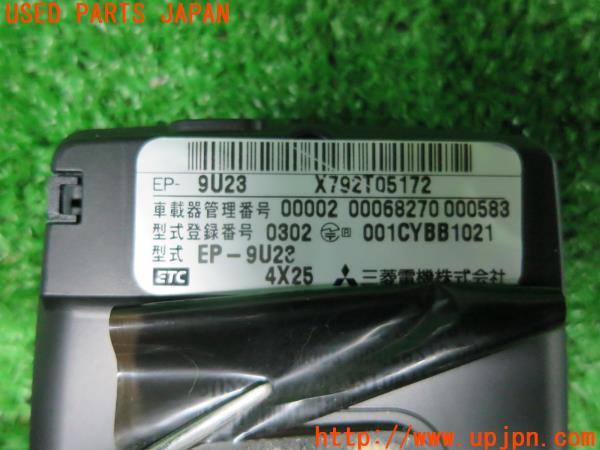 USED PARTS JAPAN
EP- 9U23 X792T05172
車載器管理番号 00002 00068270 000583
型式登録番号 0302 R 001CYBB1021
型式 EP-9U23
ETC 4X25 三菱電機株式会社
http://www.upjpn.com/